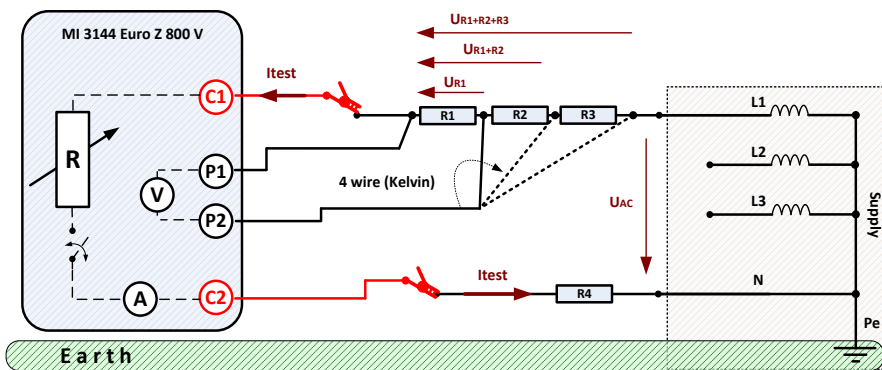 MI 3144 Euro Z 800 V
UR1+R2+R3
UR1+R2
UR1
C1
Itest
L1
R1
R2
R3
R
P1
L2
V
4 wire (Kelvin)
P2
L3
UAC
Supply
Itest
A
C2
R4
N
Pe
Earth